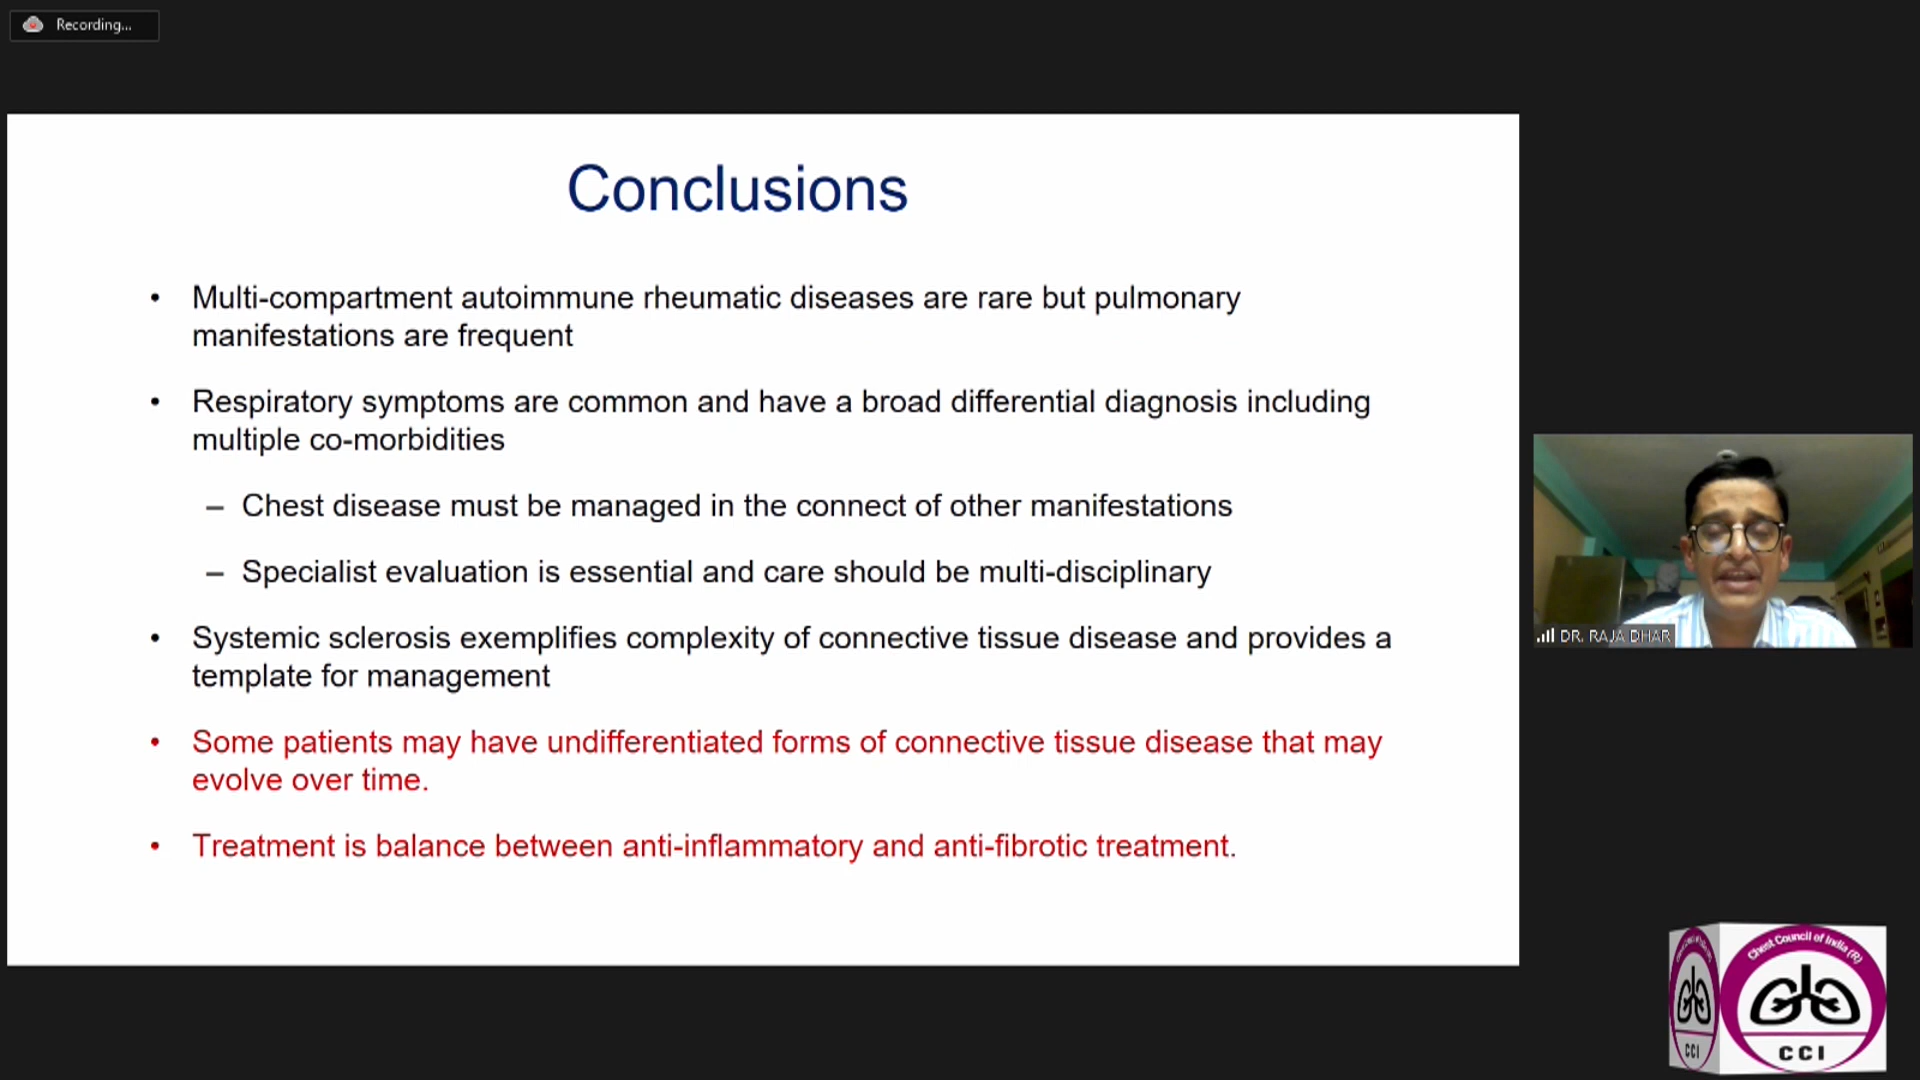 Recording...
Conclusions
• Multi-compartment autoimmune rheumatic diseases are rare but pulmonary
manifestations are frequent
• Respiratory symptoms are common and have a broad differential diagnosis including
multiple co-morbidities
– Chest disease must be managed in the connect of other manifestations
– Specialist evaluation is essential and care should be multi-disciplinary
• Systemic sclerosis exemplifies complexity of connective tissue disease and provides a
template for management
• Some patients may have undifferentiated forms of connective tissue disease that may
evolve over time.
• Treatment is balance between anti-inflammatory and anti-fibrotic treatment.
DR. RAJA DHAR
Chest Council of India (R)
CCI
CCI